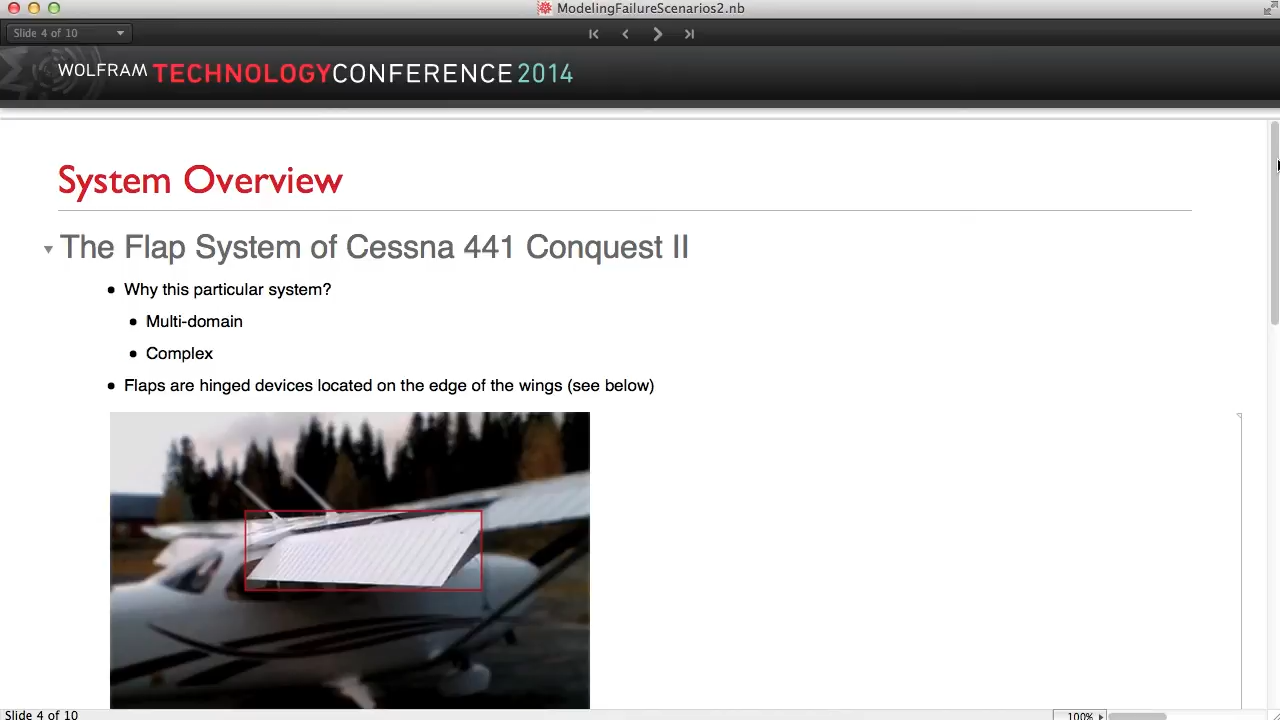 ModelingFailureScenarios2.nb
Slide 4 of 10
WOLFRAM TECHNOLOGYCONFERENCE 2014
System Overview
The Flap System of Cessna 441 Conquest II
Why this particular system?
Multi-domain
Complex
Flaps are hinged devices located on the edge of the wings (see below)
Slide 4 of 10
100%